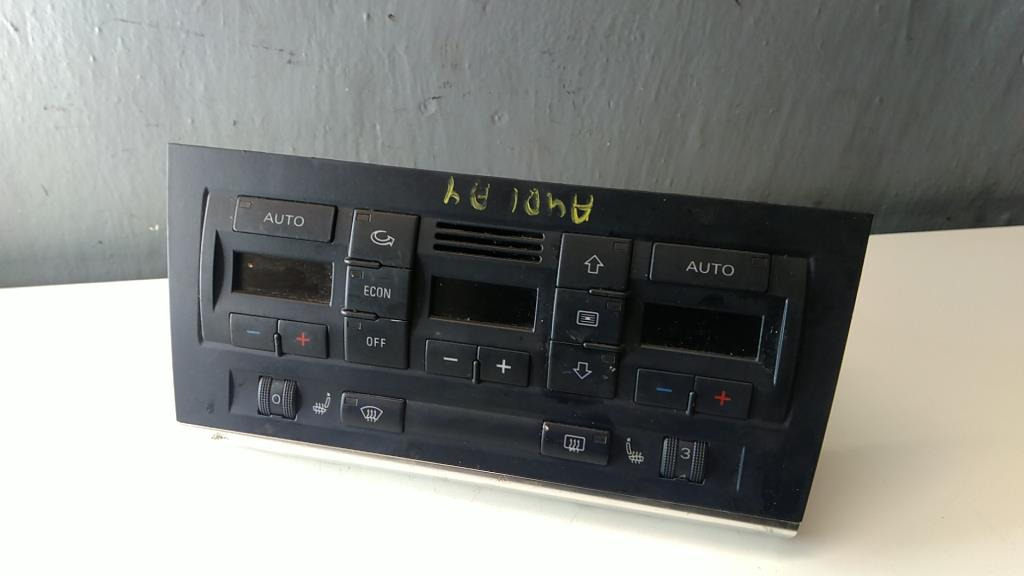 AUDI A4
AUTO
AUTO
ECON
OFF
- +
- +
- +
0
3